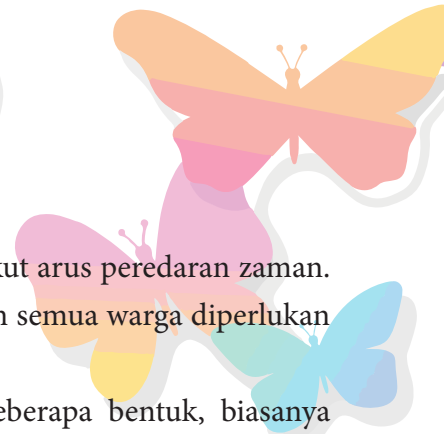 kut arus peredaran zaman.
n semua warga diperlukan
eberapa bentuk, biasanya